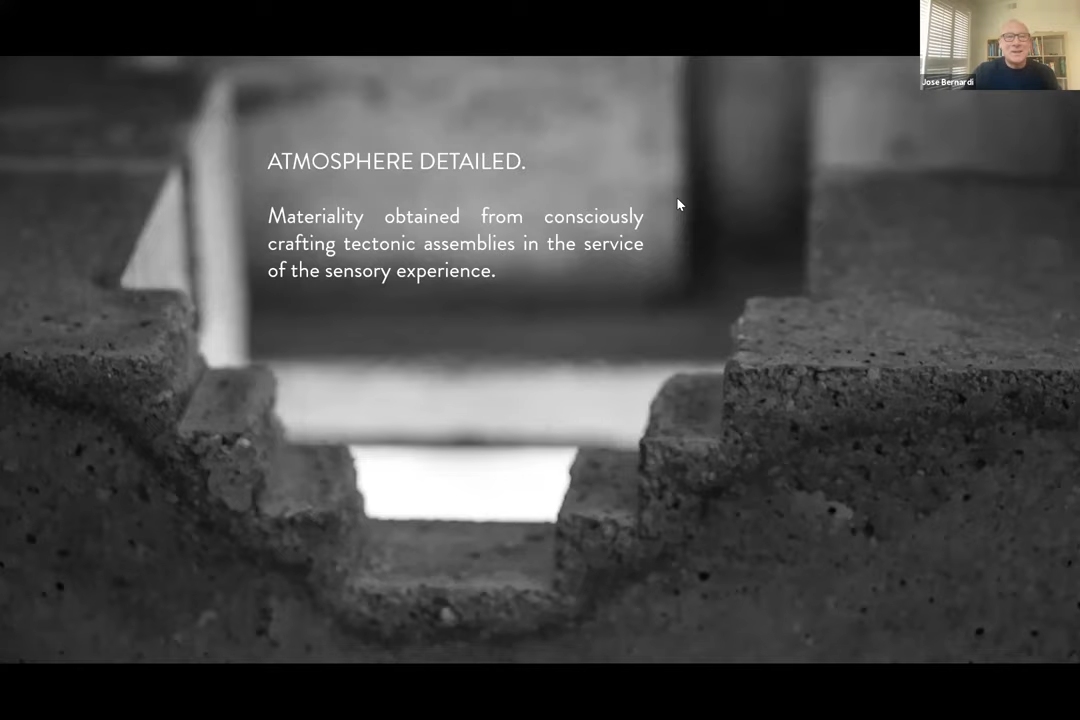 Jose Bernardi
ATMOSPHERE DETAILED.
Materiality obtained from consciously
crafting tectonic assemblies in the service
of the sensory experience.